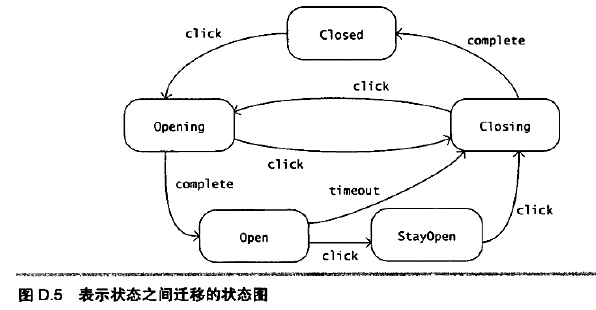 click
Closed
complete
click
Opening
Closing
click
complete
timeout
click
Open
StayOpen
click
图 D.5 表示状态之间迁移的状态图